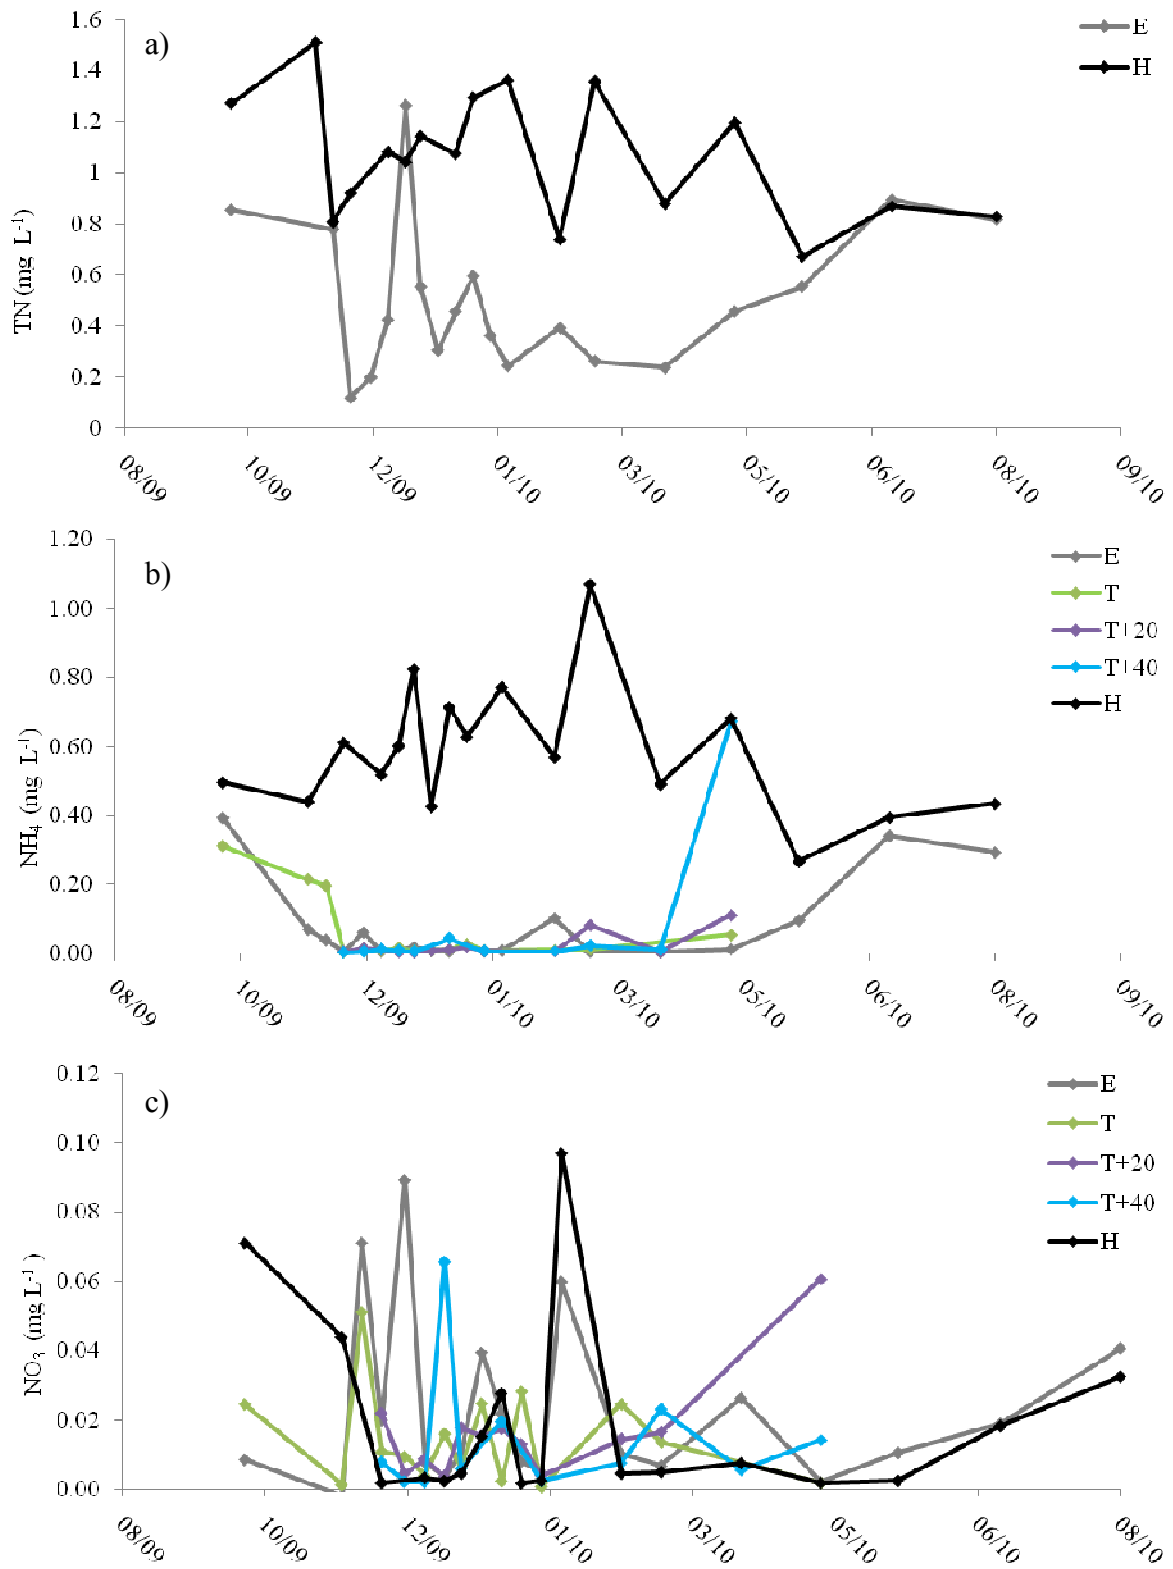 a)
E
H
TN (mg L-1)
1.6
1.4
1.2
1
0.8
0.6
0.4
0.2
0
08/09 10/09 12/09 01/10 03/10 05/10 06/10 08/10 09/10
b)
E
T
T+20
T+40
H
NH4 (mg L-1)
1.20
1.00
0.80
0.60
0.40
0.20
0.00
08/09 10/09 12/09 01/10 03/10 05/10 06/10 08/10 09/10
c)
E
T
T+20
T+40
H
NO3 (mg L-1)
0.12
0.10
0.08
0.06
0.04
0.02
0.00
08/09 10/09 12/09 01/10 03/10 05/10 06/10 08/10